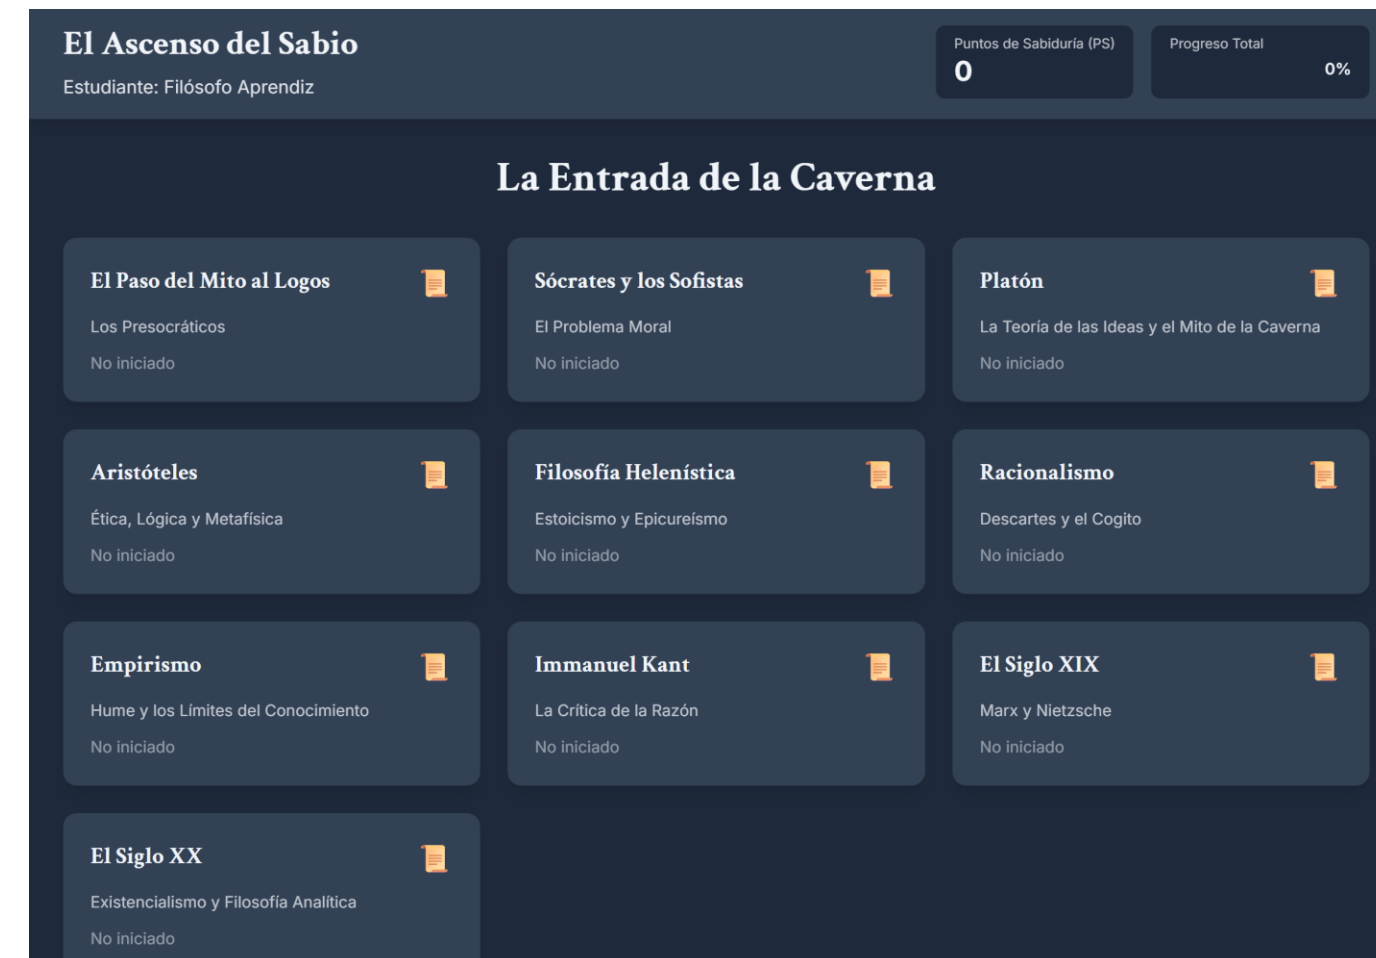 El Ascenso del Sabio
Estudiante: Filósofo Aprendiz
Puntos de Sabiduría (PS)
0
Progreso Total
0%
La Entrada de la Caverna
El Paso del Mito al Logos
Los Presocráticos
No iniciado
Sócrates y los Sofistas
El Problema Moral
No iniciado
Platón
La Teoría de las Ideas y el Mito de la Caverna
No iniciado
Aristóteles
Ética, Lógica y Metafísica
No iniciado
Filosofía Helenística
Estoicismo y Epicureísmo
No iniciado
Racionalismo
Descartes y el Cogito
No iniciado
Empirismo
Hume y los Límites del Conocimiento
No iniciado
Immanuel Kant
La Crítica de la Razón
No iniciado
El Siglo XIX
Marx y Nietzsche
No iniciado
El Siglo XX
Existencialismo y Filosofía Analítica
No iniciado